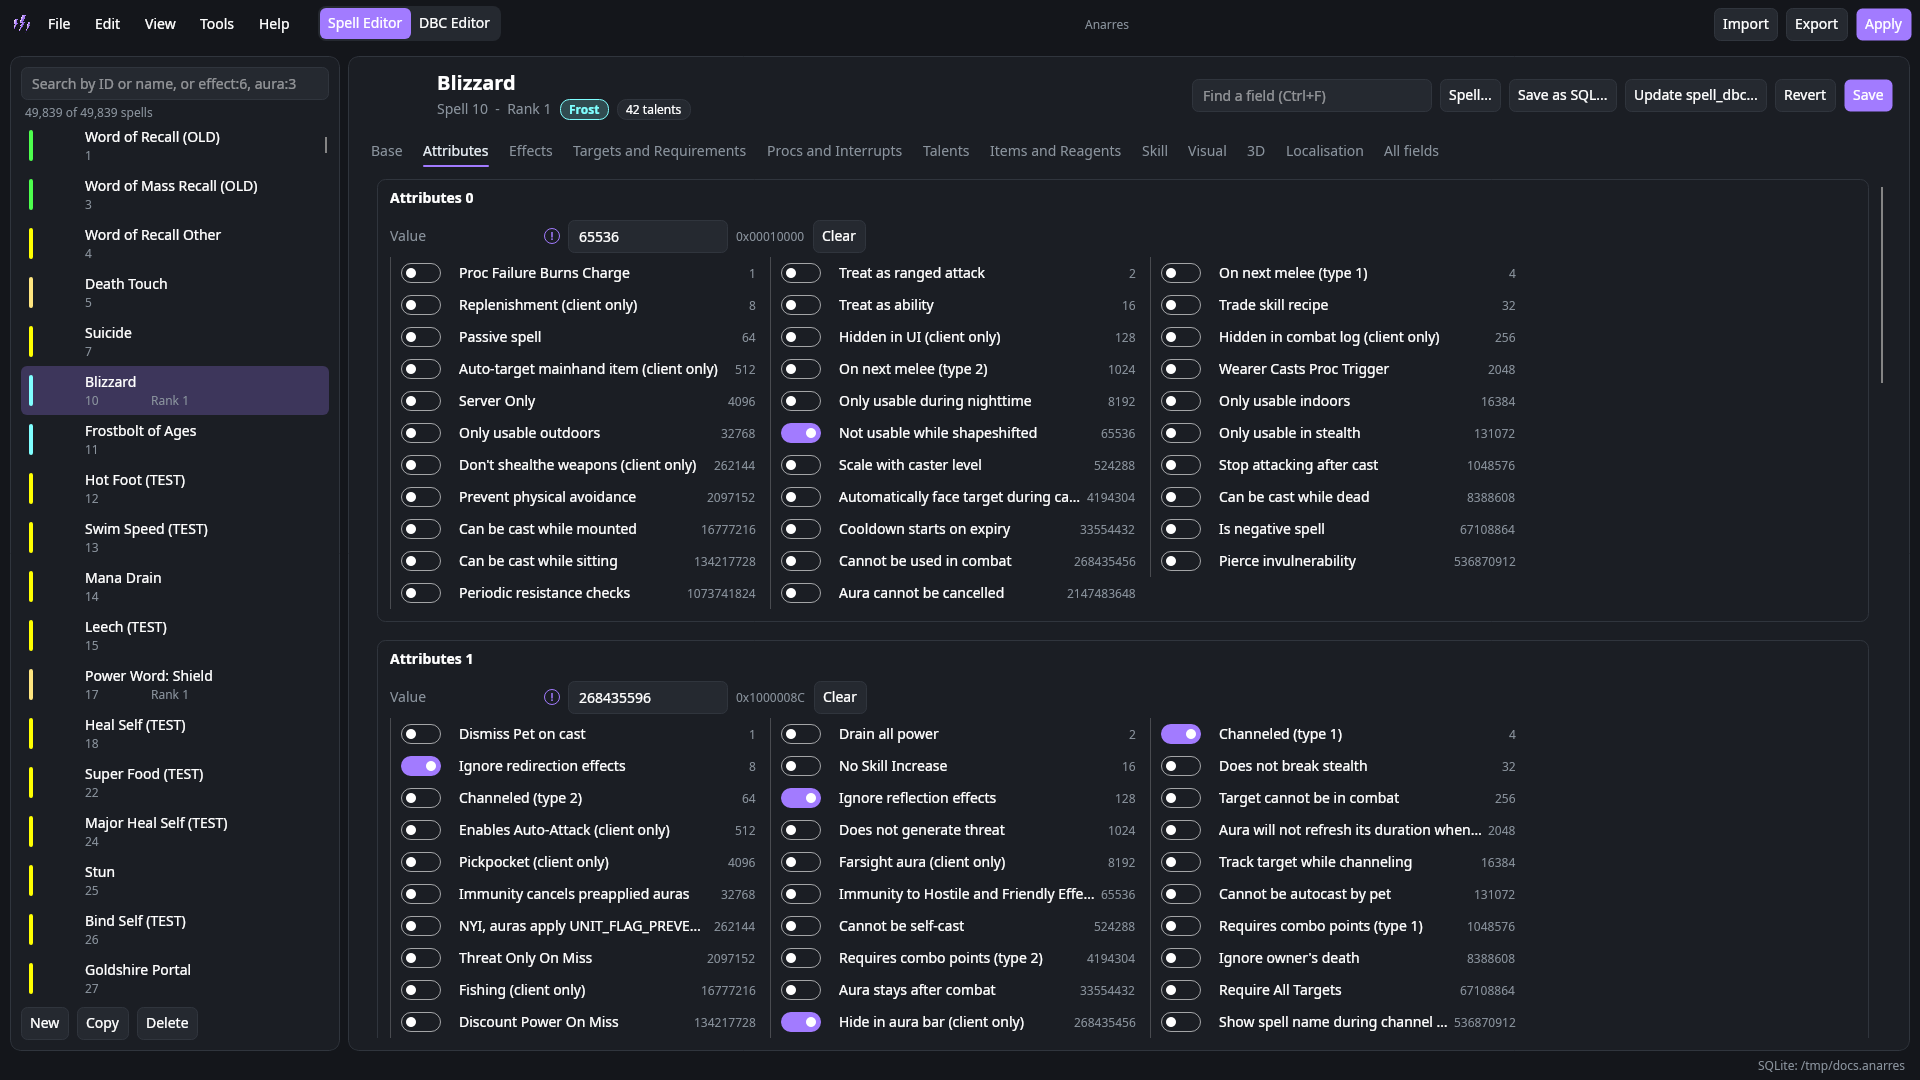 File Edit View Tools Help Spell Editor DBC Editor Anarres Import Export Apply
Search by ID or name, or effect:6, aura:3
49,839 of 49,839 spells
Word of Recall (OLD)
1
Word of Mass Recall (OLD)
3
Word of Recall Other
4
Death Touch
5
Suicide
7
Blizzard
10 Rank 1
Frostbolt of Ages
11
Hot Foot (TEST)
12
Swim Speed (TEST)
13
Mana Drain
14
Leech (TEST)
15
Power Word: Shield
17 Rank 1
Heal Self (TEST)
18
Super Food (TEST)
22
Major Heal Self (TEST)
24
Stun
25
Bind Self (TEST)
26
Goldshire Portal
27
New Copy Delete
Blizzard
Spell 10 - Rank 1 Frost 42 talents
Find a field (Ctrl+F) Spell... Save as SQL... Update spell_dbc... Revert Save
Base Attributes Effects Targets and Requirements Procs and Interrupts Talents Items and Reagents Skill Visual 3D Localisation All fields
Attributes 0
Value 65536 0x00010000 Clear
Proc Failure Burns Charge 1 Treat as ranged attack 2 On next melee (type 1) 4
Replenishment (client only) 8 Treat as ability 16 Trade skill recipe 32
Passive spell 64 Hidden in UI (client only) 128 Hidden in combat log (client only) 256
Auto-target mainhand item (client only) 512 On next melee (type 2) 1024 Wearer Casts Proc Trigger 2048
Server Only 4096 Only usable during nighttime 8192 Only usable indoors 16384
Only usable outdoors 32768 Not usable while shapeshifted 65536 Only usable in stealth 131072
Don't shealthe weapons (client only) 262144 Scale with caster level 524288 Stop attacking after cast 1048576
Prevent physical avoidance 2097152 Automatically face target during ca... 4194304 Can be cast while dead 8388608
Can be cast while mounted 16777216 Cooldown starts on expiry 33554432 Is negative spell 67108864
Can be cast while sitting 134217728 Cannot be used in combat 268435456 Pierce invulnerability 536870912
Periodic resistance checks 1073741824 Aura cannot be cancelled 2147483648
Attributes 1
Value 268435596 0x1000008C Clear
Dismiss Pet on cast 1 Drain all power 2 Channeled (type 1) 4
Ignore redirection effects 8 No Skill Increase 16 Does not break stealth 32
Channeled (type 2) 64 Ignore reflection effects 128 Target cannot be in combat 256
Enables Auto-Attack (client only) 512 Does not generate threat 1024 Aura will not refresh its duration when... 2048
Pickpocket (client only) 4096 Farsight aura (client only) 8192 Track target while channeling 16384
Immunity cancels preapplied auras 32768 Immunity to Hostile and Friendly Effe... 65536 Cannot be autocast by pet 131072
NYI, auras apply UNIT_FLAG_PREVE... 262144 Cannot be self-cast 524288 Requires combo points (type 1) 1048576
Threat Only On Miss 2097152 Requires combo points (type 2) 4194304 Ignore owner's death 8388608
Fishing (client only) 16777216 Aura stays after combat 33554432 Require All Targets 67108864
Discount Power On Miss 134217728 Hide in aura bar (client only) 268435456 Show spell name during channel ... 536870912
SQLite: /tmp/docs.anarres